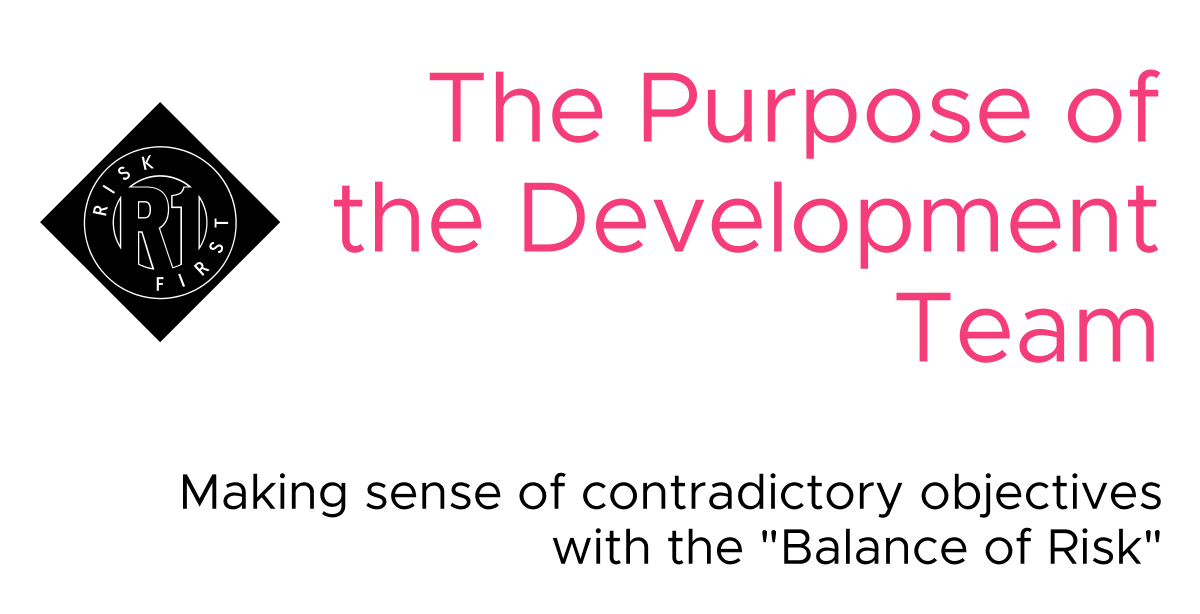 The Purpose of
the Development
Team
RISK
R1
FIRST
Making sense of contradictory objectives
with the "Balance of Risk"